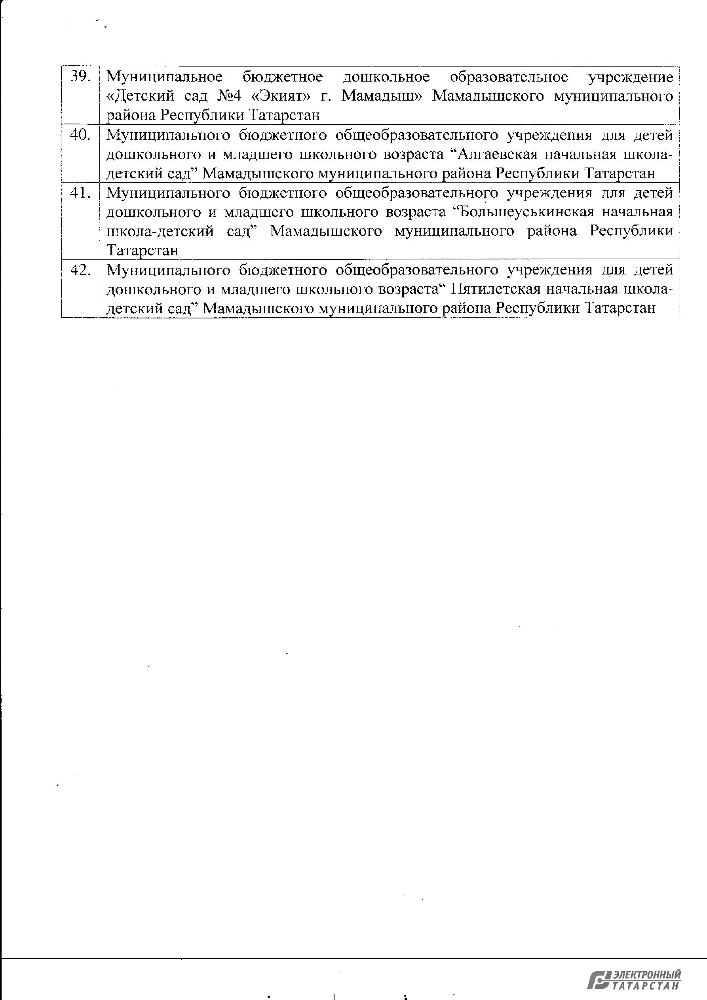 39. Муниципальное бюджетное дошкольное образовательное учреждение
«Детский сад №4 «Экият» г. Мамадыш» Мамадышского муниципального
района Республики Татарстан
40. Муниципального бюджетного общеобразовательного учреждения для детей
дошкольного и младшего школьного возраста “Алгаевская начальная школа-
детский сад” Мамадышского муниципального района Республики Татарстан
41. Муниципального бюджетного общеобразовательного учреждения для детей
дошкольного и младшего школьного возраста “Большеуськинская начальная
школа-детский сад” Мамадышского муниципального района Республики
Татарстан
42. Муниципального бюджетного общеобразовательного учреждения для детей
дошкольного и младшего школьного возраста“ Пятилетская начальная школа-
детский сад” Мамадышского муниципального района Республики Татарстан
ЭЛЕКТРОННЫЙ
ТАТАРСТАН